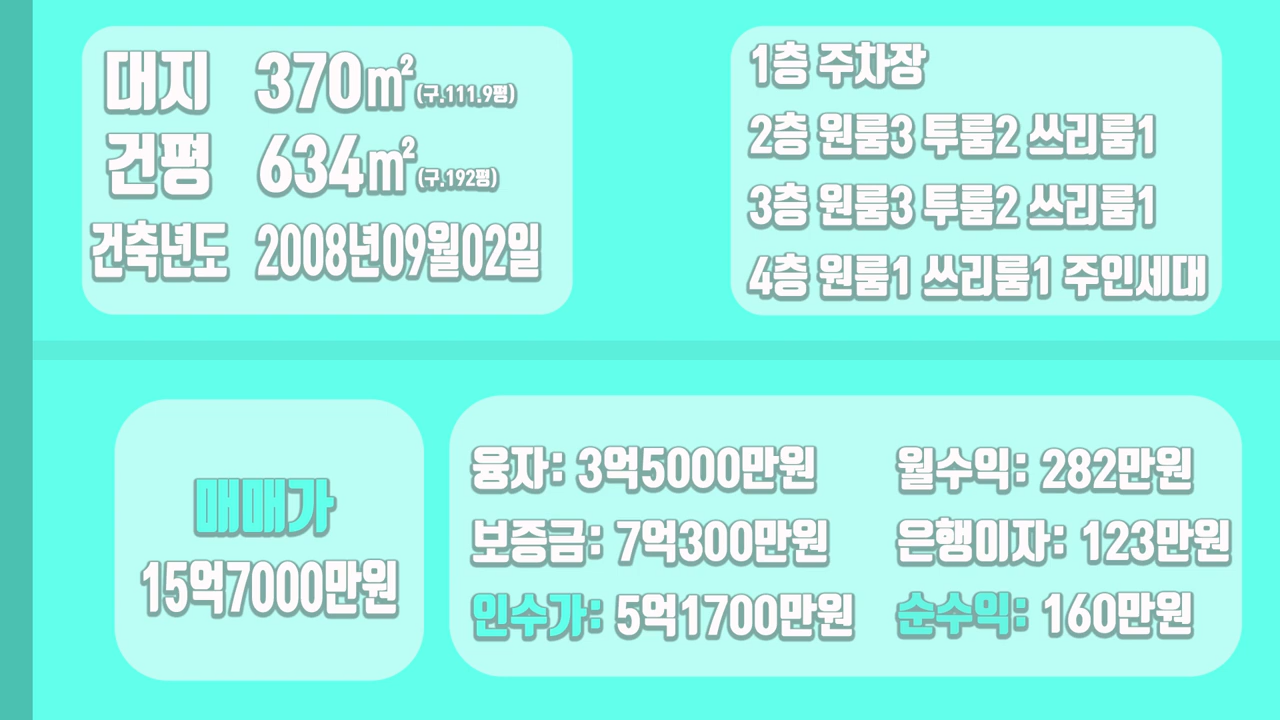 대지 370㎡(구.111.9평)
건평 634㎡(구.192평)
건축년도 2008년09월02일
1층 주차장
2층 원룸3 투룸2 쓰리룸1
3층 원룸3 투룸2 쓰리룸1
4층 원룸1 쓰리룸1 주인세대
매매가
15억7000만원
융자: 3억5000만원
보증금: 7억300만원
인수가: 5억1700만원
월수익: 282만원
은행이자: 123만원
순수익: 160만원